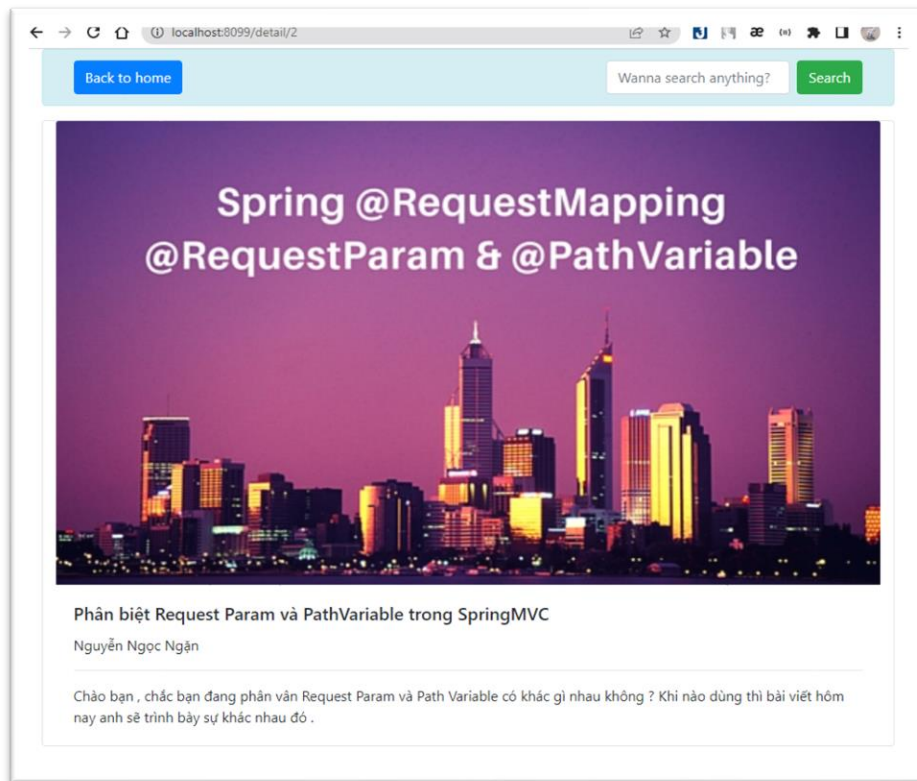 localhost:8099/detail/2
Back to home
Wanna search anything?
Search
Spring @RequestMapping
@RequestParam & @PathVariable
Phân biệt Request Param và PathVariable trong SpringMVC
Nguyễn Ngọc Ngận
Chào bạn , chắc bạn đang phân vân Request Param và Path Variable có khác gì nhau không ? Khi nào dùng thì bài viết hôm
nay anh sẽ trình bày sự khác nhau đó .